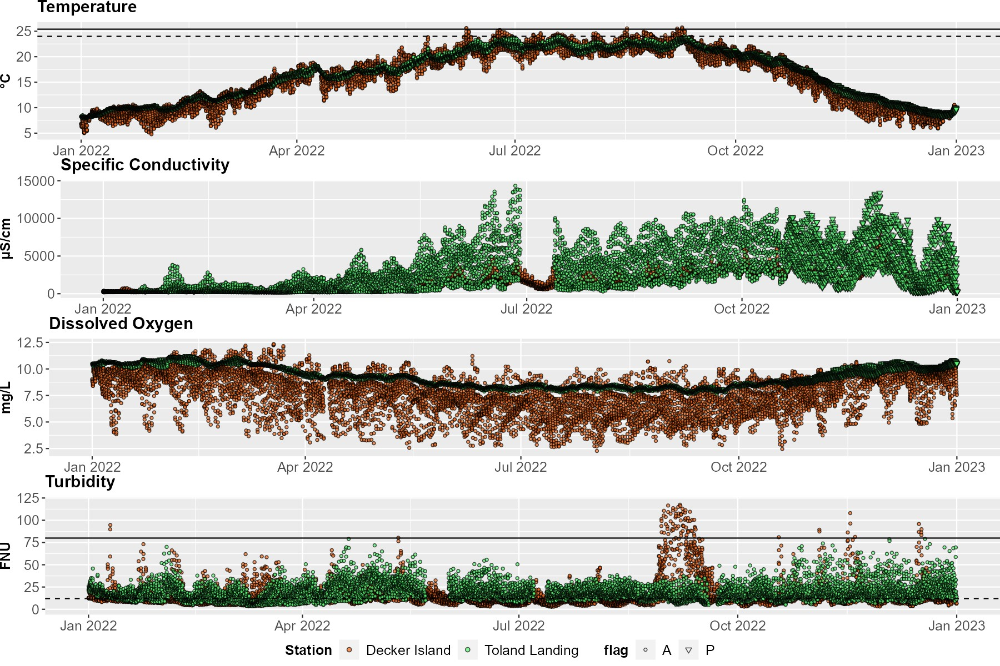 Temperature
25
20
15
10
5
°C
Jan 2022 Apr 2022 Jul 2022 Oct 2022 Jan 2023
Specific Conductivity
15000
10000
5000
0
µS/cm
Jan 2022 Apr 2022 Jul 2022 Oct 2022 Jan 2023
Dissolved Oxygen
12.5
10.0
7.5
5.0
2.5
mg/L
Jan 2022 Apr 2022 Jul 2022 Oct 2022 Jan 2023
Turbidity
125
100
75
50
25
0
FNU
Jan 2022 Apr 2022 Jul 2022 Oct 2022 Jan 2023
Station Decker Island Toland Landing flag A P